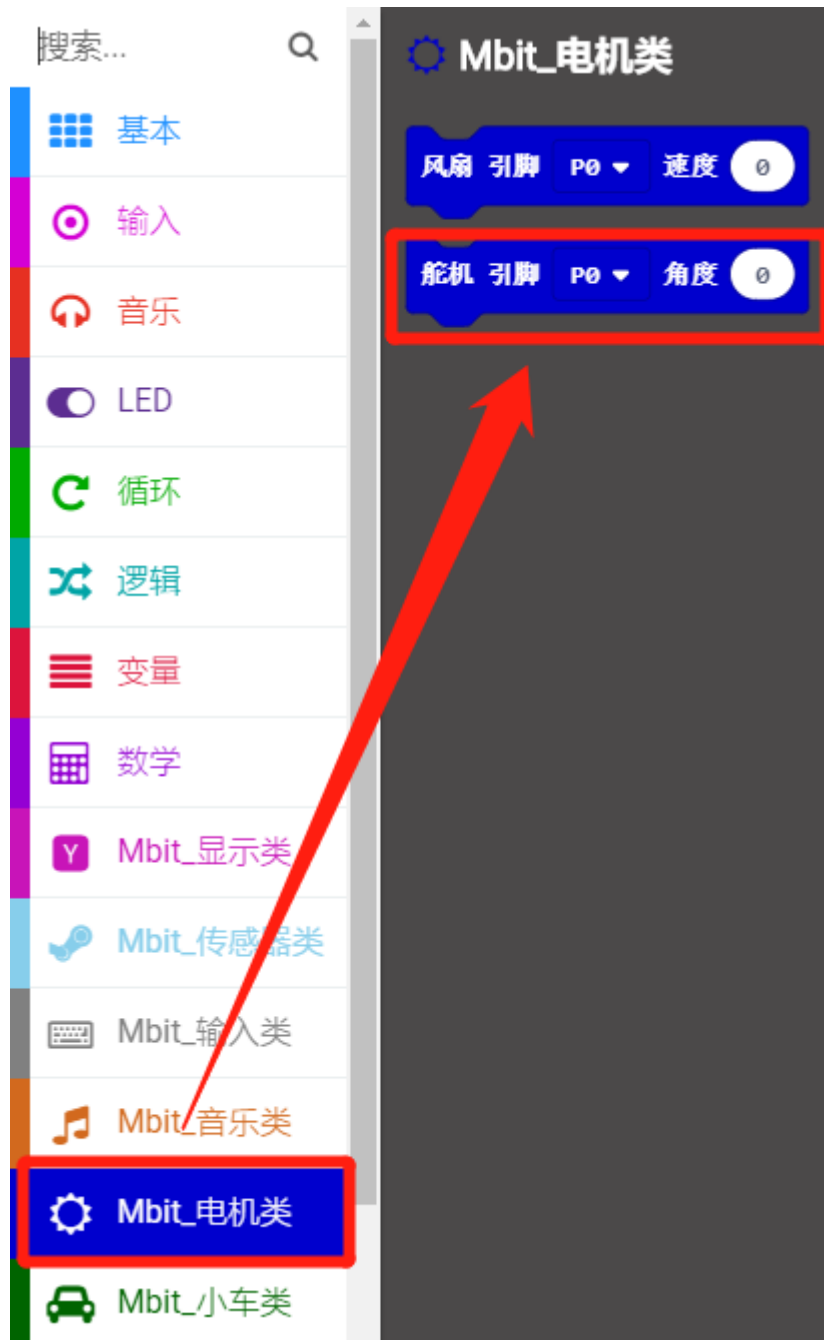 搜索...
基本
输入
音乐
LED
循环
逻辑
变量
数学
Y Mbit_显示类
Mbit_传感器类
Mbit_输入类
Mbit_音乐类
Mbit_电机类
Mbit_小车类
Mbit_电机类
风扇 引脚 P0 速度 0
舵机 引脚 P0 角度 0